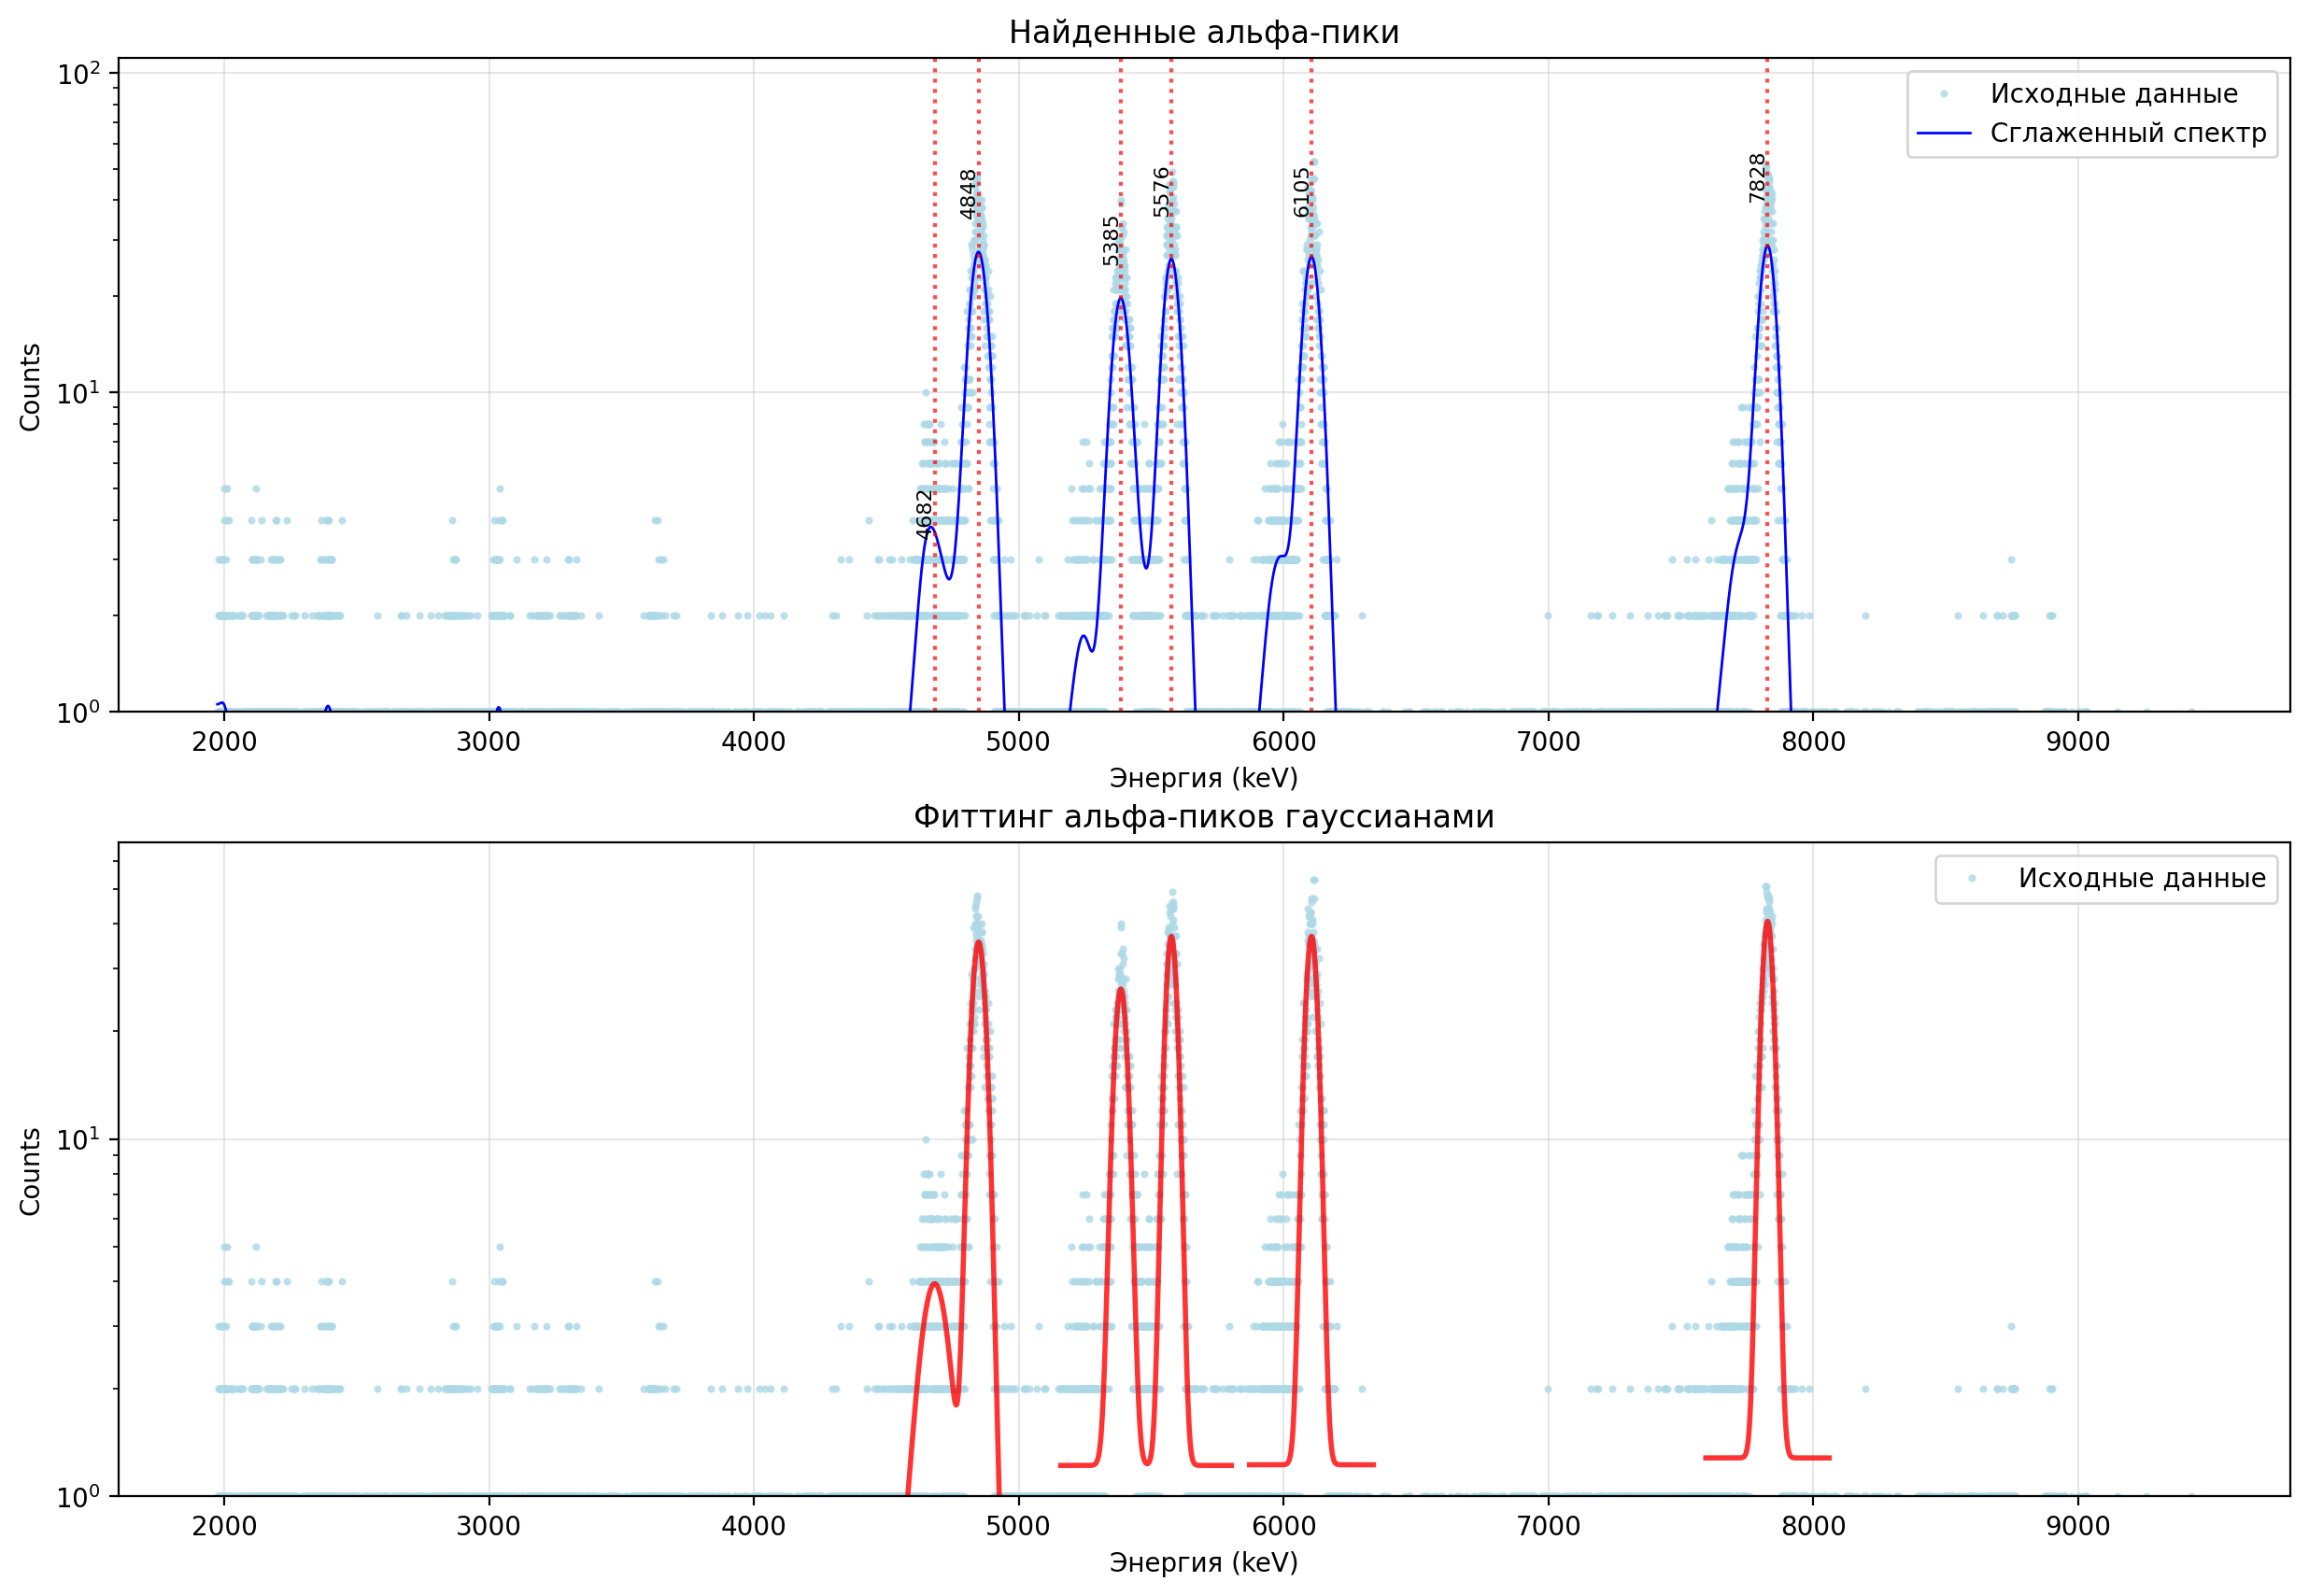 Найденные альфа-пики
10²
10¹
10⁰
Counts
4682
4848
5385
5576
6105
7828
Исходные данные
Сглаженный спектр
2000 3000 4000 5000 6000 7000 8000 9000
Энергия (keV)
Фиттинг альфа-пиков гауссианами
10¹
10⁰
Counts
Исходные данные
2000 3000 4000 5000 6000 7000 8000 9000
Энергия (keV)